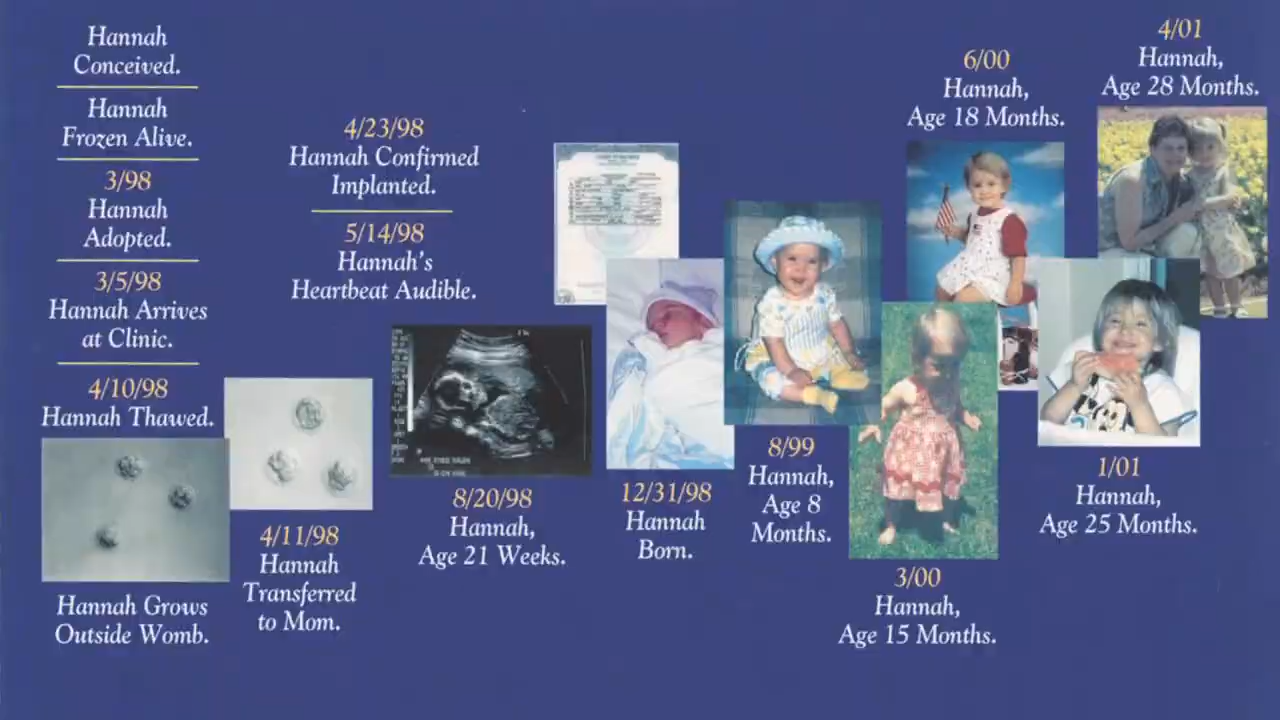 Hannah
Conceived.
Hannah
Frozen Alive.
3/98
Hannah
Adopted.
3/5/98
Hannah Arrives
at Clinic.
4/10/98
Hannah Thawed.
Hannah Grows
Outside Womb.
4/11/98
Hannah
Transferred
to Mom.
4/23/98
Hannah Confirmed
Implanted.
5/14/98
Hannah's
Heartbeat Audible.
8/20/98
Hannah,
Age 21 Weeks.
12/31/98
Hannah
Born.
8/99
Hannah,
Age 8
Months.
3/00
Hannah,
Age 15 Months.
6/00
Hannah,
Age 18 Months.
1/01
Hannah,
Age 25 Months.
4/01
Hannah,
Age 28 Months.